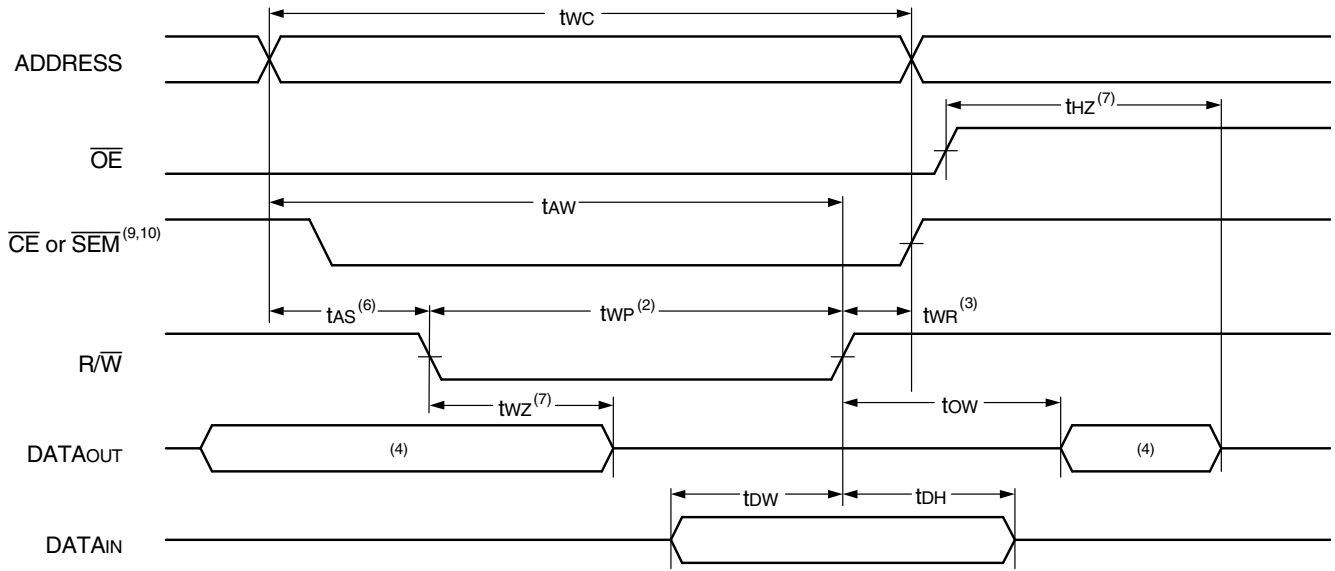 tWC
ADDRESS
tHZ(7)
OE
tAW
CE or SEM(9,10)
tAS(6)
tWP(2)
tWR(3)
R/W
tWZ(7)
tOW
DATAOUT
(4)
(4)
tDW
tDH
DATAIN